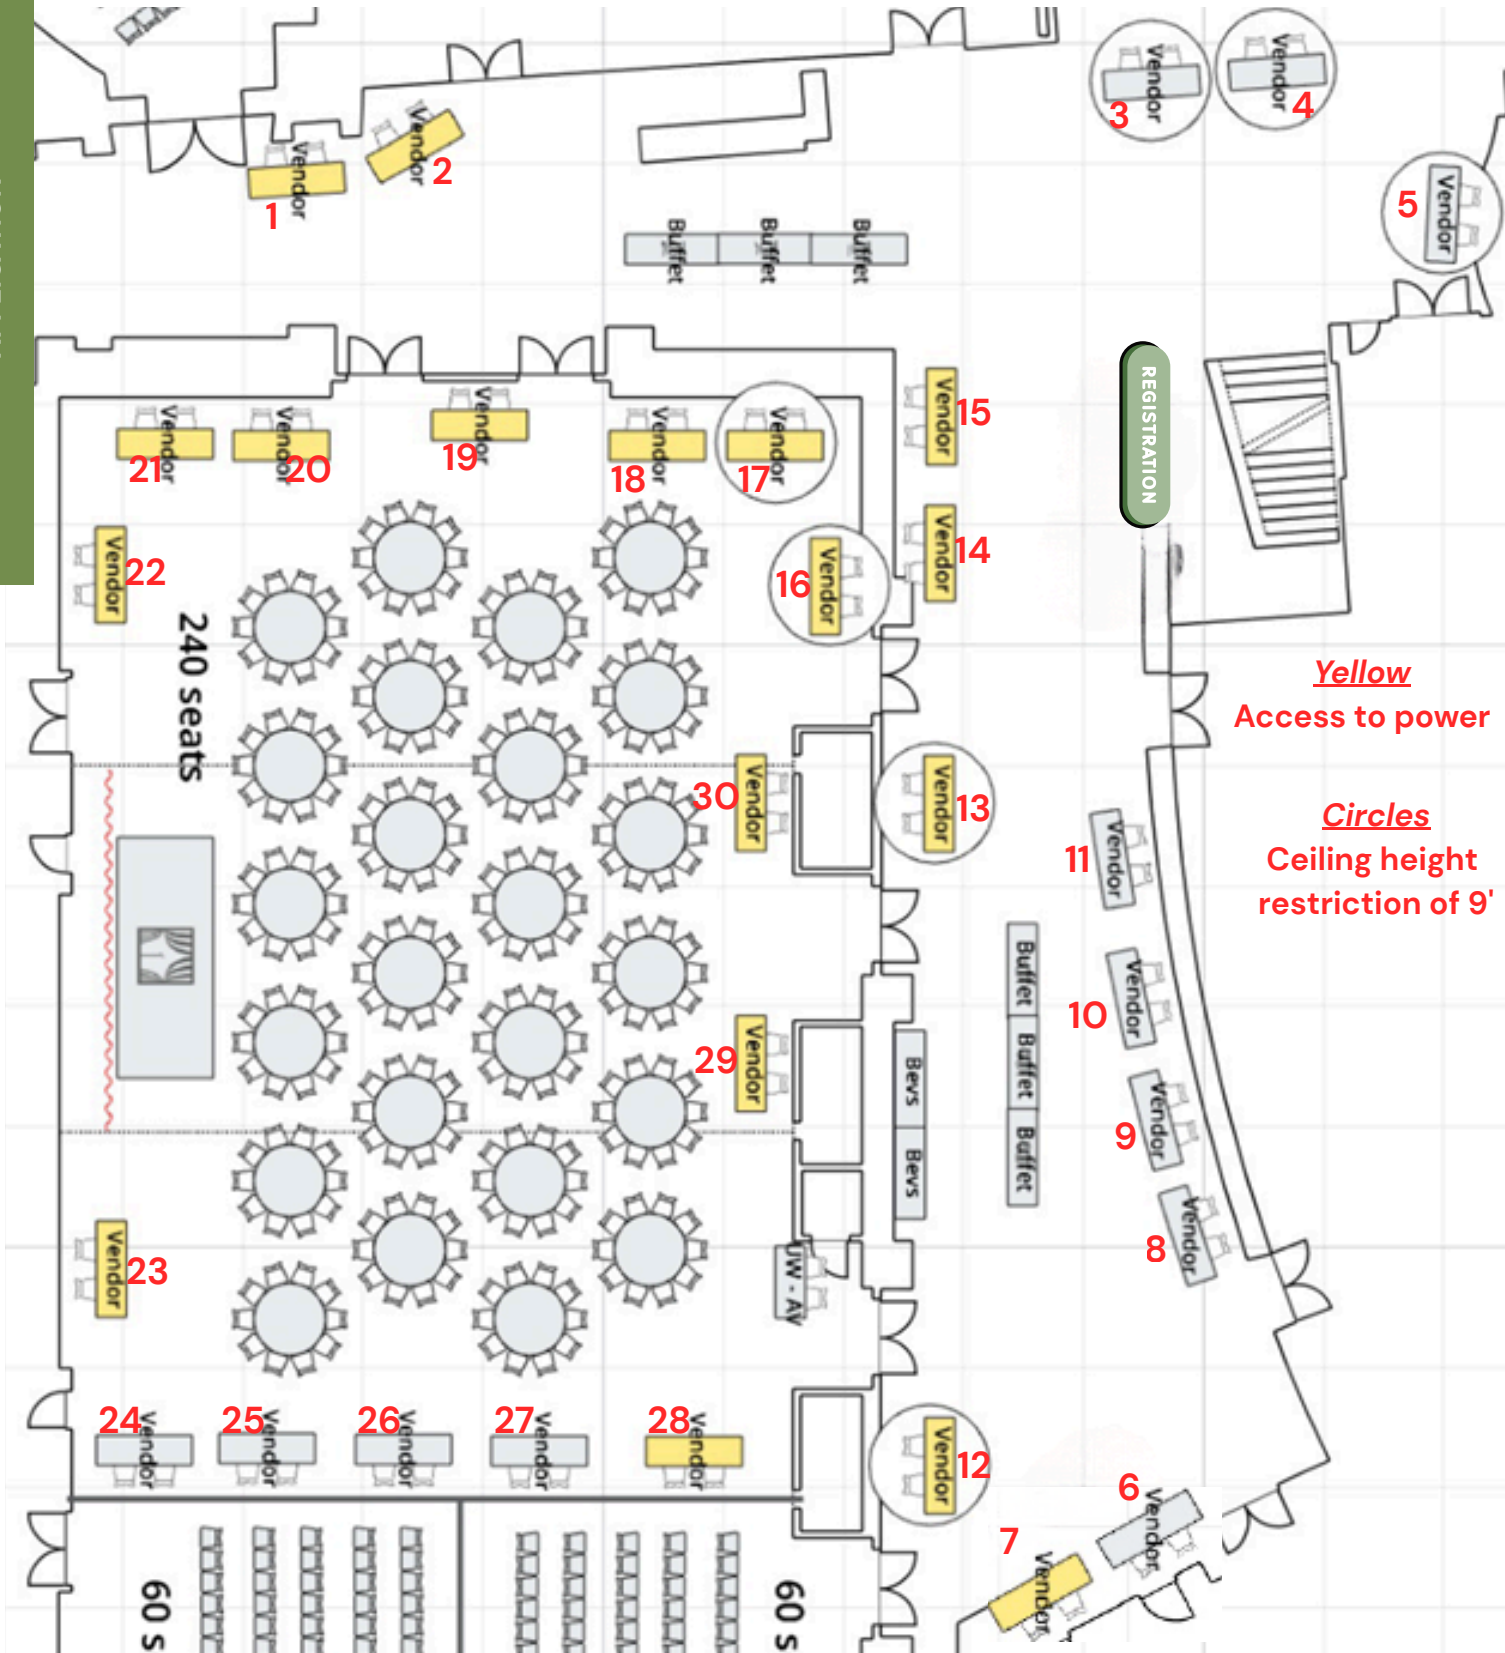 Vendor
1
Vendor
2
Vendor
3
Vendor
4
Vendor
5
Buffet
Buffet
Buffet
REGISTRATION
Vendor
15
Vendor
14
Vendor
21
Vendor
20
Vendor
19
Vendor
18
Vendor
17
Vendor
16
Vendor
22
240 seats
Yellow
Access to power
Circles
Ceiling height
restriction of 9'
Vendor
30
Vendor
13
Vendor
11
Vendor
10
Vendor
9
Vendor
8
Buffet
Buffet
Buffet
Vendor
29
Bevs
Bevs
UW - AV
Vendor
23
24
Vendor
25
Vendor
26
Vendor
27
Vendor
28
Vendor
Vendor
12
6
Vendor
7
Vendor
60 s
60 s